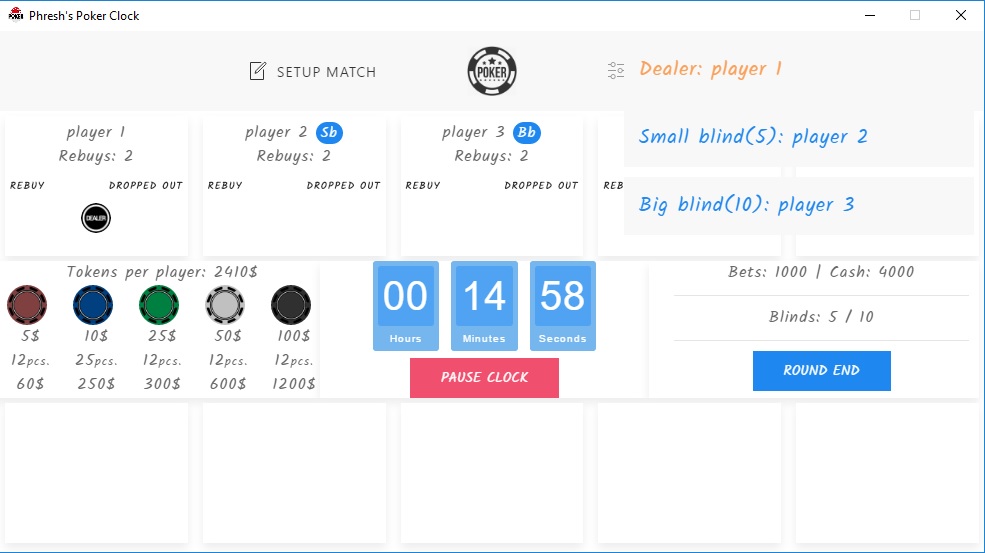 Phresh's Poker Clock
SETUP MATCH
POKER
Dealer: player 1
Small blind(5): player 2
Big blind(10): player 3
player 1
Rebuys: 2
REBUY DROPPED OUT
DEALER
player 2 Sb
Rebuys: 2
REBUY DROPPED OUT
player 3 Bb
Rebuys: 2
REBUY DROPPED OUT
REB
Tokens per player: 2410$
5$ 10$ 25$ 50$ 100$
12pcs. 25pcs. 12pcs. 12pcs. 12pcs.
60$ 250$ 300$ 600$ 1200$
00 14 58
Hours Minutes Seconds
PAUSE CLOCK
Bets: 1000 | Cash: 4000
Blinds: 5 / 10
ROUND END